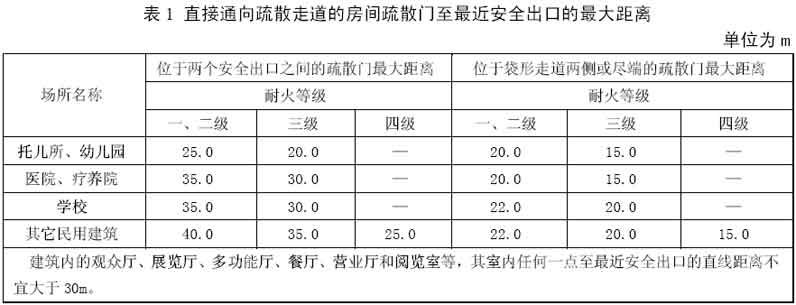 表 1 直接通向疏散走道的房间疏散门至最近安全出口的最大距离
单位为 m
场所名称 位于两个安全出口之间的疏散门最大距离 位于袋形走道两侧或尽端的疏散门最大距离
耐火等级 耐火等级
一、二级 三级 四级 一、二级 三级 四级
托儿所、幼儿园 25.0 20.0 — 20.0 15.0 —
医院、疗养院 35.0 30.0 — 20.0 15.0 —
学校 35.0 30.0 — 22.0 20.0 —
其它民用建筑 40.0 35.0 25.0 22.0 20.0 15.0
建筑内的观众厅、展览厅、多功能厅、餐厅、营业厅和阅览室等，其室内任何一点至最近安全出口的直线距离不
宜大于 30m。